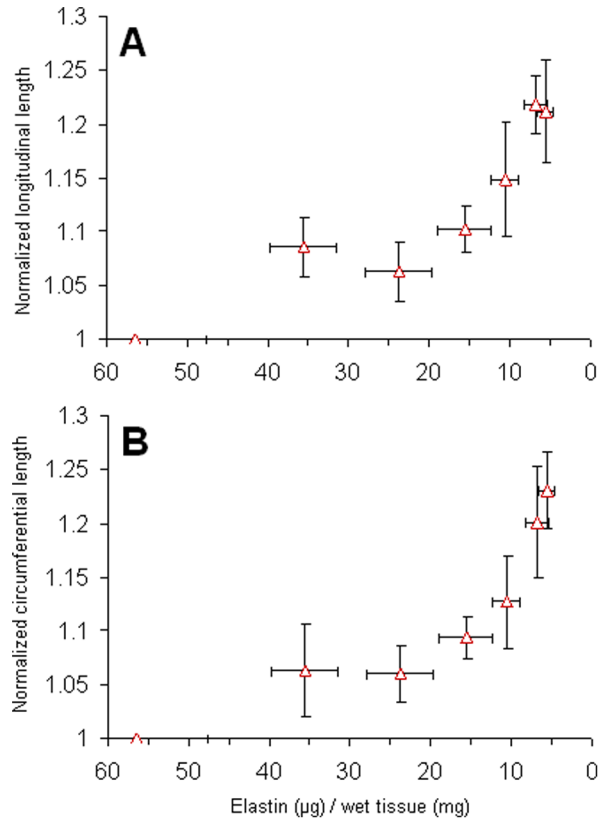 A
Normalized longitudinal length
1.3
1.25
1.2
1.15
1.1
1.05
1
60 50 40 30 20 10 0
B
Normalized circumferential length
1.3
1.25
1.2
1.15
1.1
1.05
1
60 50 40 30 20 10 0
Elastin (µg) / wet tissue (mg)